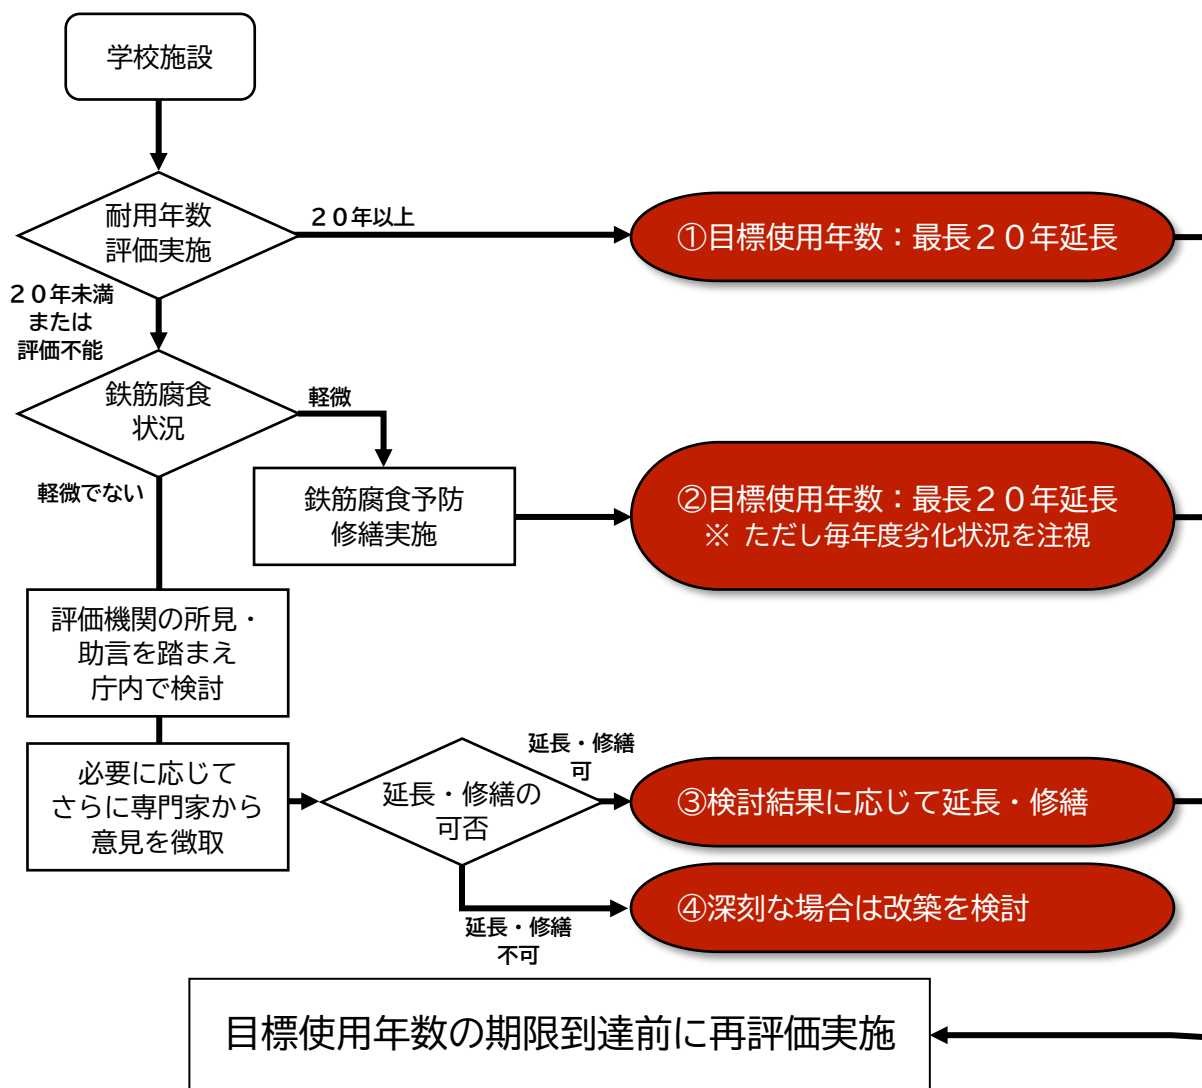 学校施設
耐用年数
評価実施
２０年以上
①目標使用年数：最長２０年延長
２０年未満
または
評価不能
鉄筋腐食
状況
軽微
鉄筋腐食予防
修繕実施
②目標使用年数：最長２０年延長
※ ただし毎年度劣化状況を注視
軽微でない
評価機関の所見・
助言を踏まえ
庁内で検討
必要に応じて
さらに専門家から
意見を徴取
延長・修繕の
可否
延長・修繕
可
③検討結果に応じて延長・修繕
延長・修繕
不可
④深刻な場合は改築を検討
目標使用年数の期限到達前に再評価実施